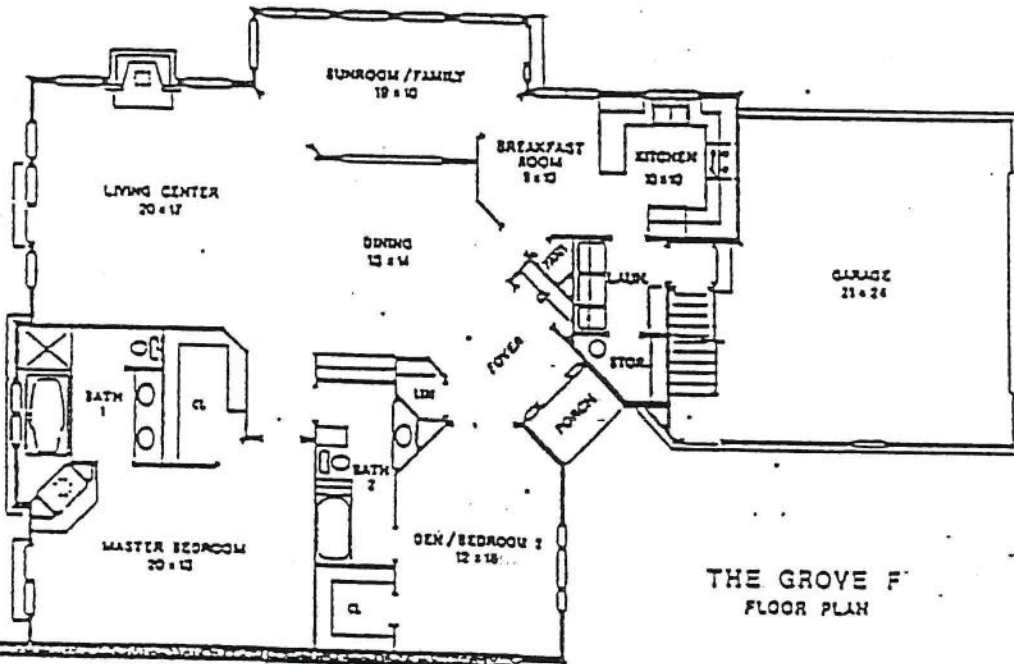 SUNROOM / FAMILY
19 x 10
BREAKFAST
ROOM
9 x 10
KITCHEN
10 x 10
LIVING CENTER
20 x 17
DINING
13 x 14
LAUN.
GARAGE
21 x 24
CL
FOYER
STOR.
LIN
PORCH
BATH
1
CL
BATH
2
MASTER BEDROOM
20 x 13
DEN / BEDROOM 2
CL
THE GROVE F
FLOOR PLAN